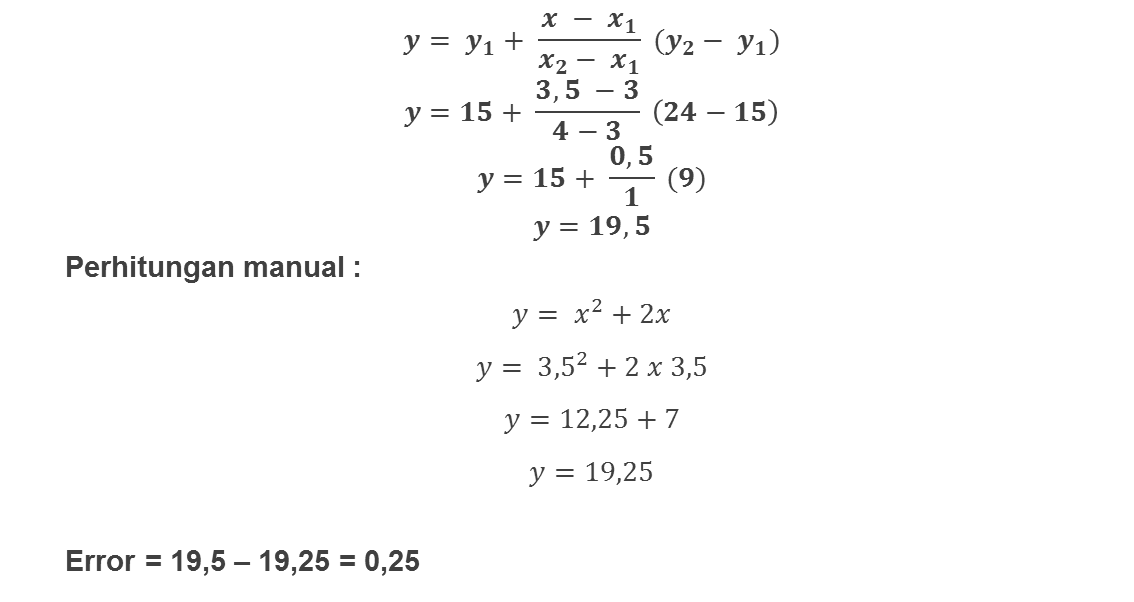 y = y₁ + (x − x₁)/(x₂ − x₁) (y₂ − y₁)
y = 15 + (3,5 − 3)/(4 − 3) (24 − 15)
y = 15 + 0,5/1 (9)
y = 19,5
Perhitungan manual :
y = x² + 2x
y = 3,5² + 2 x 3,5
y = 12,25 + 7
y = 19,25
Error = 19,5 – 19,25 = 0,25